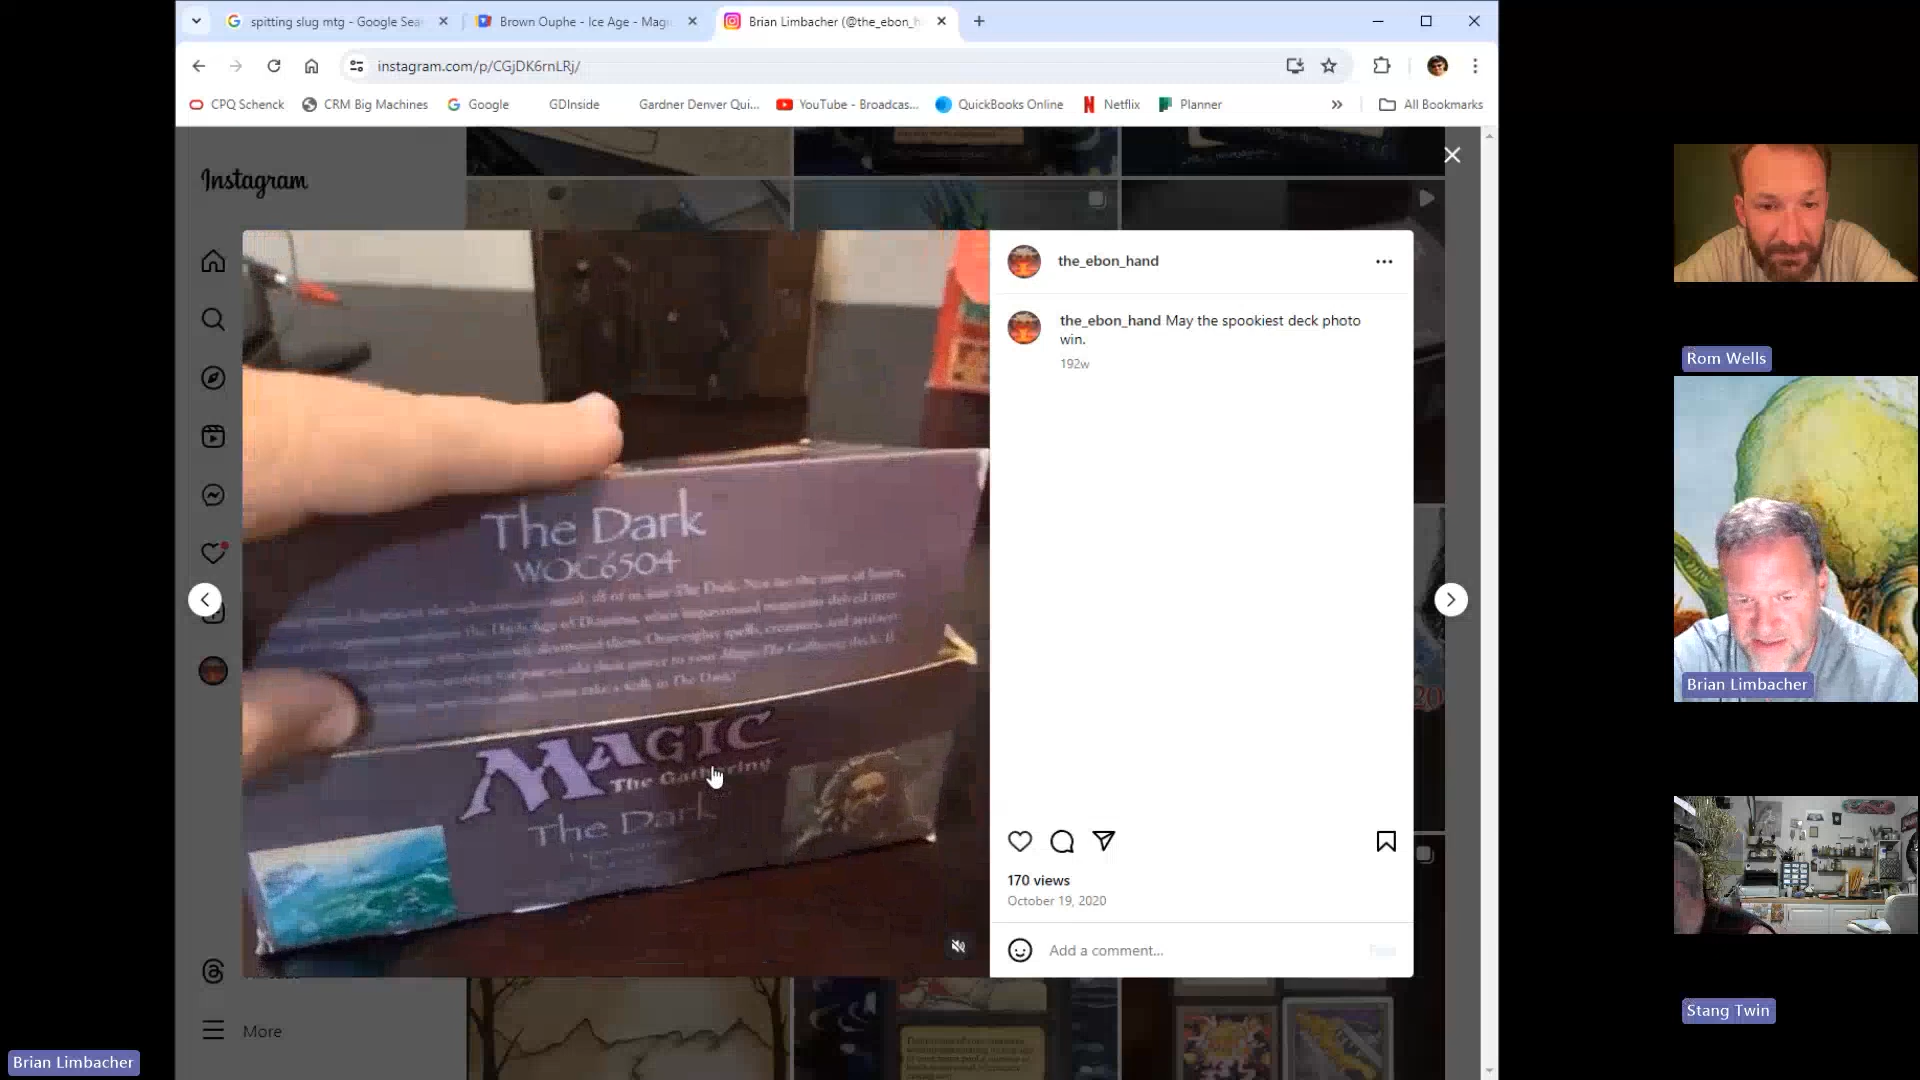 spitting slug mtg - Google Sea
Brown Ouphe - Ice Age - Mag
Brian Limbacher (@the_ebon_h
instagram.com/p/CGjDK6rnLRj/
CPQ Schenck
CRM Big Machines
Google
GDInside
Gardner Denver Qui...
YouTube - Broadcas...
QuickBooks Online
Netflix
Planner
All Bookmarks
Instagram
the_ebon_hand
the_ebon_hand May the spookiest deck photo
win.
192w
The Dark
WOC6504
MAGIC
The Gathering
The Dark
170 views
October 19, 2020
Add a comment...
More
Rom Wells
Brian Limbacher
Stang Twin
Brian Limbacher